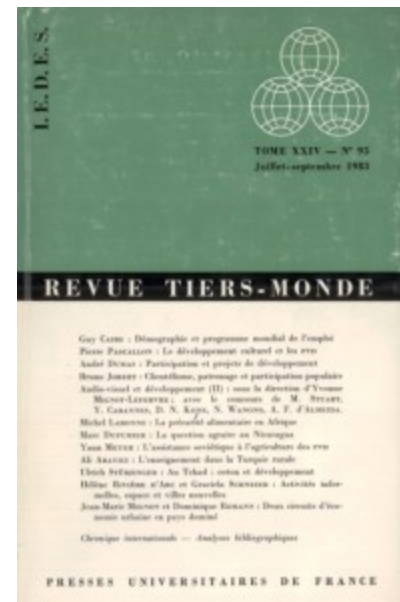 I.E.D.E.S.
TOME XXIV — N° 95
Juillet-septembre 1983
REVUE TIERS-MONDE
Guy CAIRE : Démographie et programme mondial de l'emploi
Pierre PASCALLON : Le développement culturel et les PVD
André DUMAS : Participation et projets de développement
Bruno JOBERT : Clientélisme, patronage et participation populaire
Audio-visuel et développement (II) : sous la direction d'Yvonne
MIGNOT-LEFEBVRE ; avec le concours de M. STUART,
Y. CABANNES, D. N. N. WANONS, A. F. d'ALMEIDA.
Michel LABONNE : La précarité alimentaire en Afrique
Marc DUFUMIER : La question agraire au Nicaragua
Yann MEYER : L'assistance soviétique à l'agriculture des PVD
Ali : L'enseignement dans la Turquie rurale
Ulrich STÜRZINGER : Au Tchad : coton et développement
Hélène RIVIÈRE D'ARC et Graciela SCHNEIER : Activités infor-
melles, espace et villes nouvelles
Jean-Marie MIGNON et Dominique : Deux circuits d'éco-
nomie urbaine en pays dominé
Chronique internationale — Analyses bibliographiques
PRESSES UNIVERSITAIRES DE FRANCE